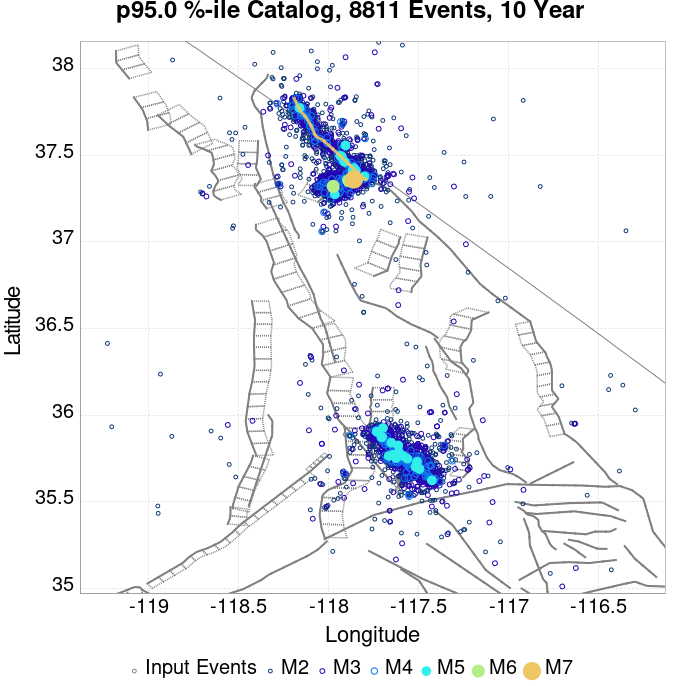 p95.0 %-ile Catalog, 8811 Events, 10 Year
38
37.5
37
36.5
36
35.5
35
Latitude
-119 -118.5 -118 -117.5 -117 -116.5
Longitude
Input Events M2 M3 M4 M5 M6 M7